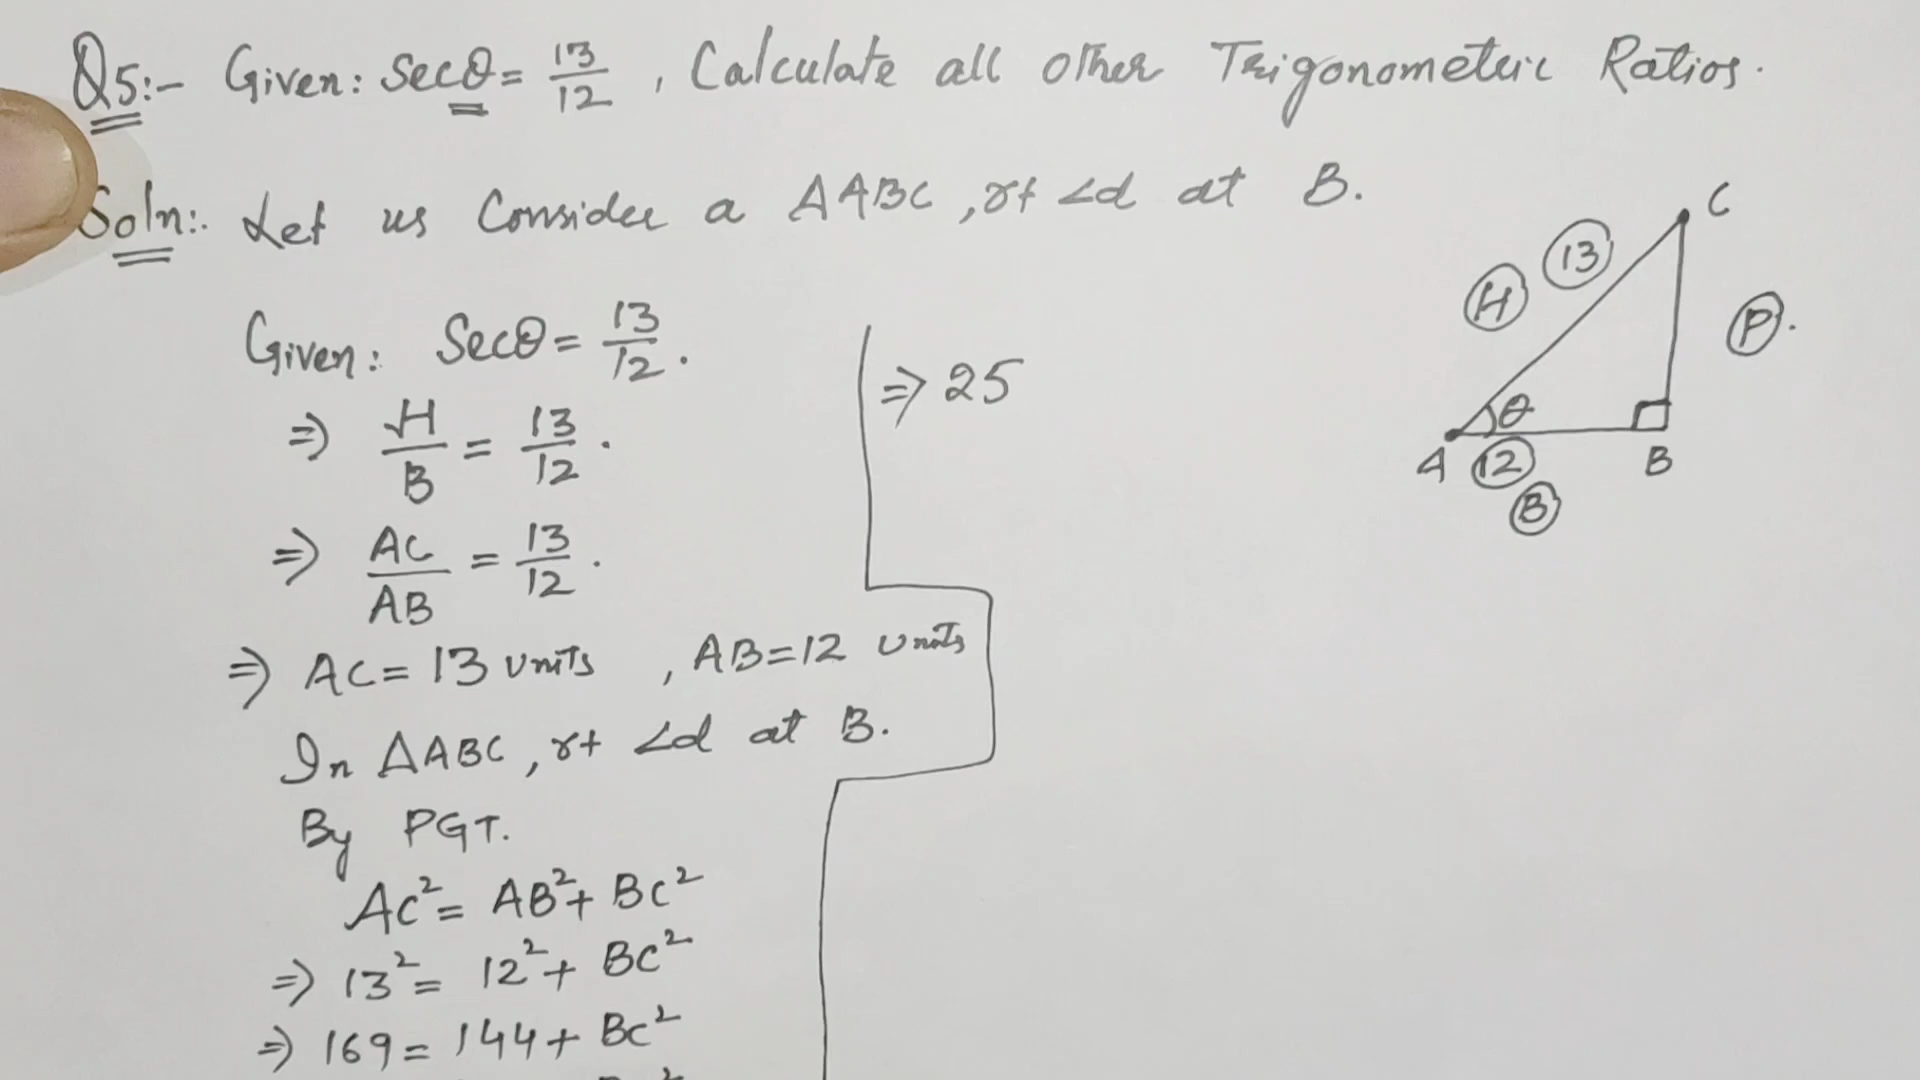 Q5:- Given: Secθ = 13/12 , Calculate all other Trigonometric Ratios.
Soln:. Let us Consider a ΔABC , rt ∠d at B.
Given: Secθ = 13/12 .
⇒ H/B = 13/12 .
⇒ AC/AB = 13/12 .
⇒ AC = 13 units , AB = 12 units
In ΔABC , rt ∠d at B.
By PGT.
AC² = AB² + BC²
⇒ 13² = 12² + BC²
⇒ 169 = 144 + BC²
⇒ 25
C
13
H
P.
θ
A 12 B
B